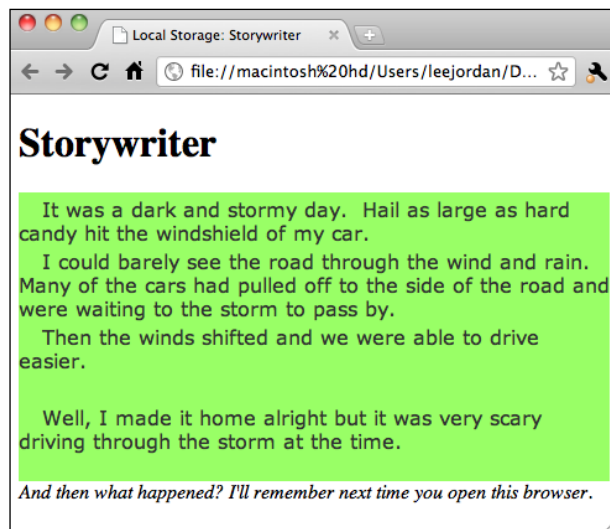 Local Storage: Storywriter
file://macintosh%20hd/Users/leejordan/D...
Storywriter
It was a dark and stormy day.  Hail as large as hard
candy hit the windshield of my car.
I could barely see the road through the wind and rain.
Many of the cars had pulled off to the side of the road and
were waiting to the storm to pass by.
Then the winds shifted and we were able to drive
easier.
Well, I made it home alright but it was very scary
driving through the storm at the time.
And then what happened? I'll remember next time you open this browser.